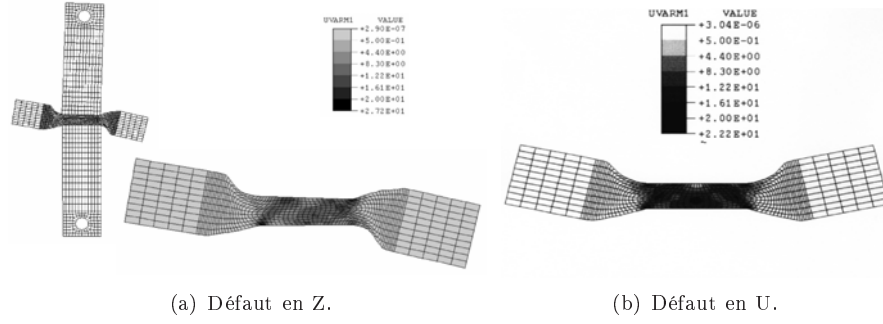 UVARM1 VALUE
+2.90E-07
+5.00E-01
+4.40E+00
+8.30E+00
+1.22E+01
+1.61E+01
+2.00E+01
+2.72E+01
UVARM1 VALUE
+3.04E-06
+5.00E-01
+4.40E+00
+8.30E+00
+1.22E+01
+1.61E+01
+2.00E+01
+2.22E+01
(a) Défaut en Z.
(b) Défaut en U.